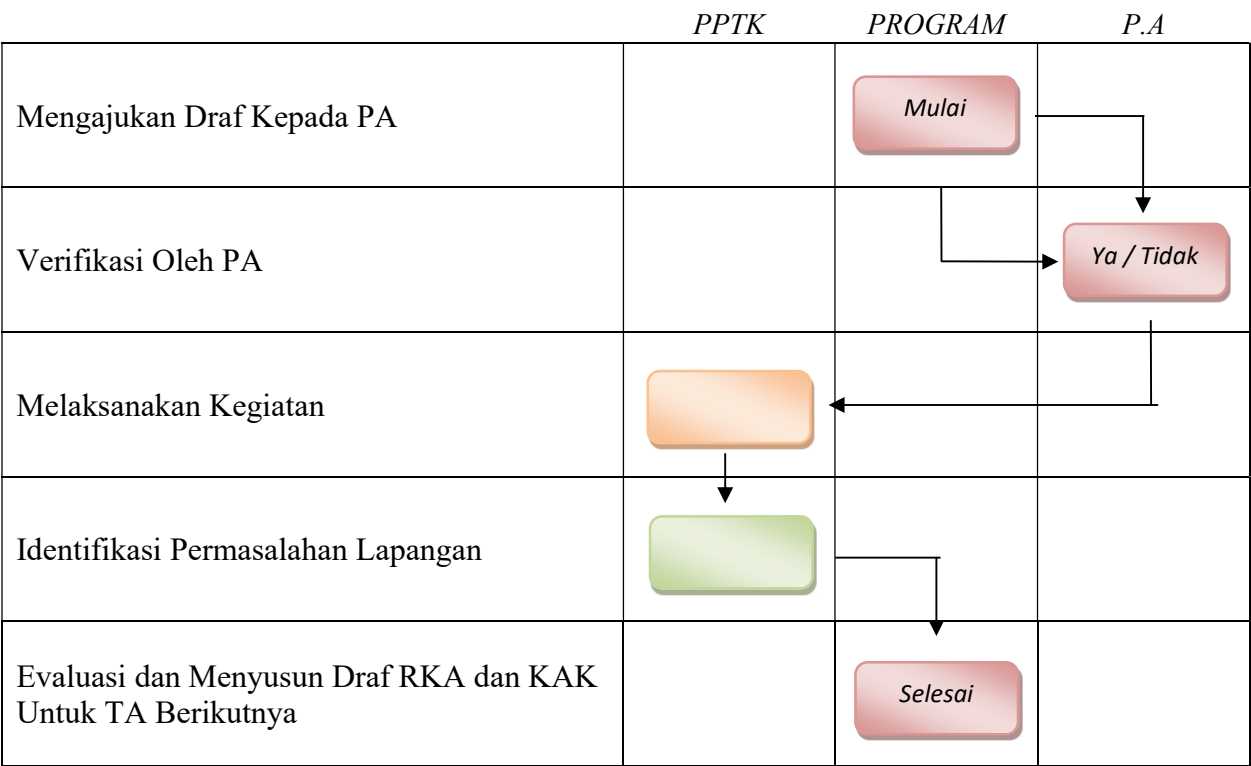 PPTK PROGRAM P.A
Mengajukan Draf Kepada PA
Mulai
Verifikasi Oleh PA
Ya / Tidak
Melaksanakan Kegiatan
Identifikasi Permasalahan Lapangan
Evaluasi dan Menyusun Draf RKA dan KAK
Untuk TA Berikutnya
Selesai